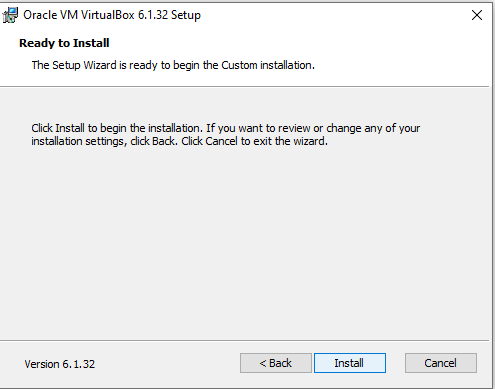 Oracle VM VirtualBox 6.1.32 Setup
Ready to Install
The Setup Wizard is ready to begin the Custom installation.
Click Install to begin the installation. If you want to review or change any of your
installation settings, click Back. Click Cancel to exit the wizard.
Version 6.1.32
< Back
Install
Cancel